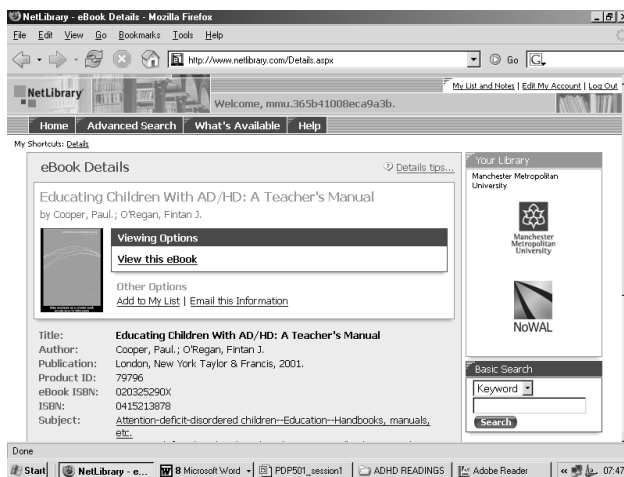 NetLibrary - eBook Details - Mozilla Firefox
File Edit View Go Bookmarks Tools Help
http://www.netlibrary.com/Details.aspx Go G
NetLibrary
My List and Notes | Edit My Account | Log Out
Welcome, mmu.365b41008eca9a3b.
Home Advanced Search What's Available Help
My Shortcuts: Details
eBook Details
Details tips...
Educating Children With AD/HD: A Teacher's Manual
by Cooper, Paul.; O'Regan, Fintan J.
Viewing Options
View this eBook
Other Options
Add to My List | Email this Information
Title: Educating Children With AD/HD: A Teacher's Manual
Author: Cooper, Paul.; O'Regan, Fintan J.
Publication: London, New York Taylor & Francis, 2001.
Product ID: 79796
eBook ISBN: 020325290X
ISBN: 0415213878
Subject: Attention-deficit-disordered children--Education--Handbooks, manuals,
etc.
Your Library
Manchester Metropolitan
University
Manchester
Metropolitan
University
NoWAL
Basic Search
Keyword
Search
Done
Start NetLibrary - e... 8 Microsoft Word PDP501_session1 ADHD READINGS Adobe Reader « 07:47